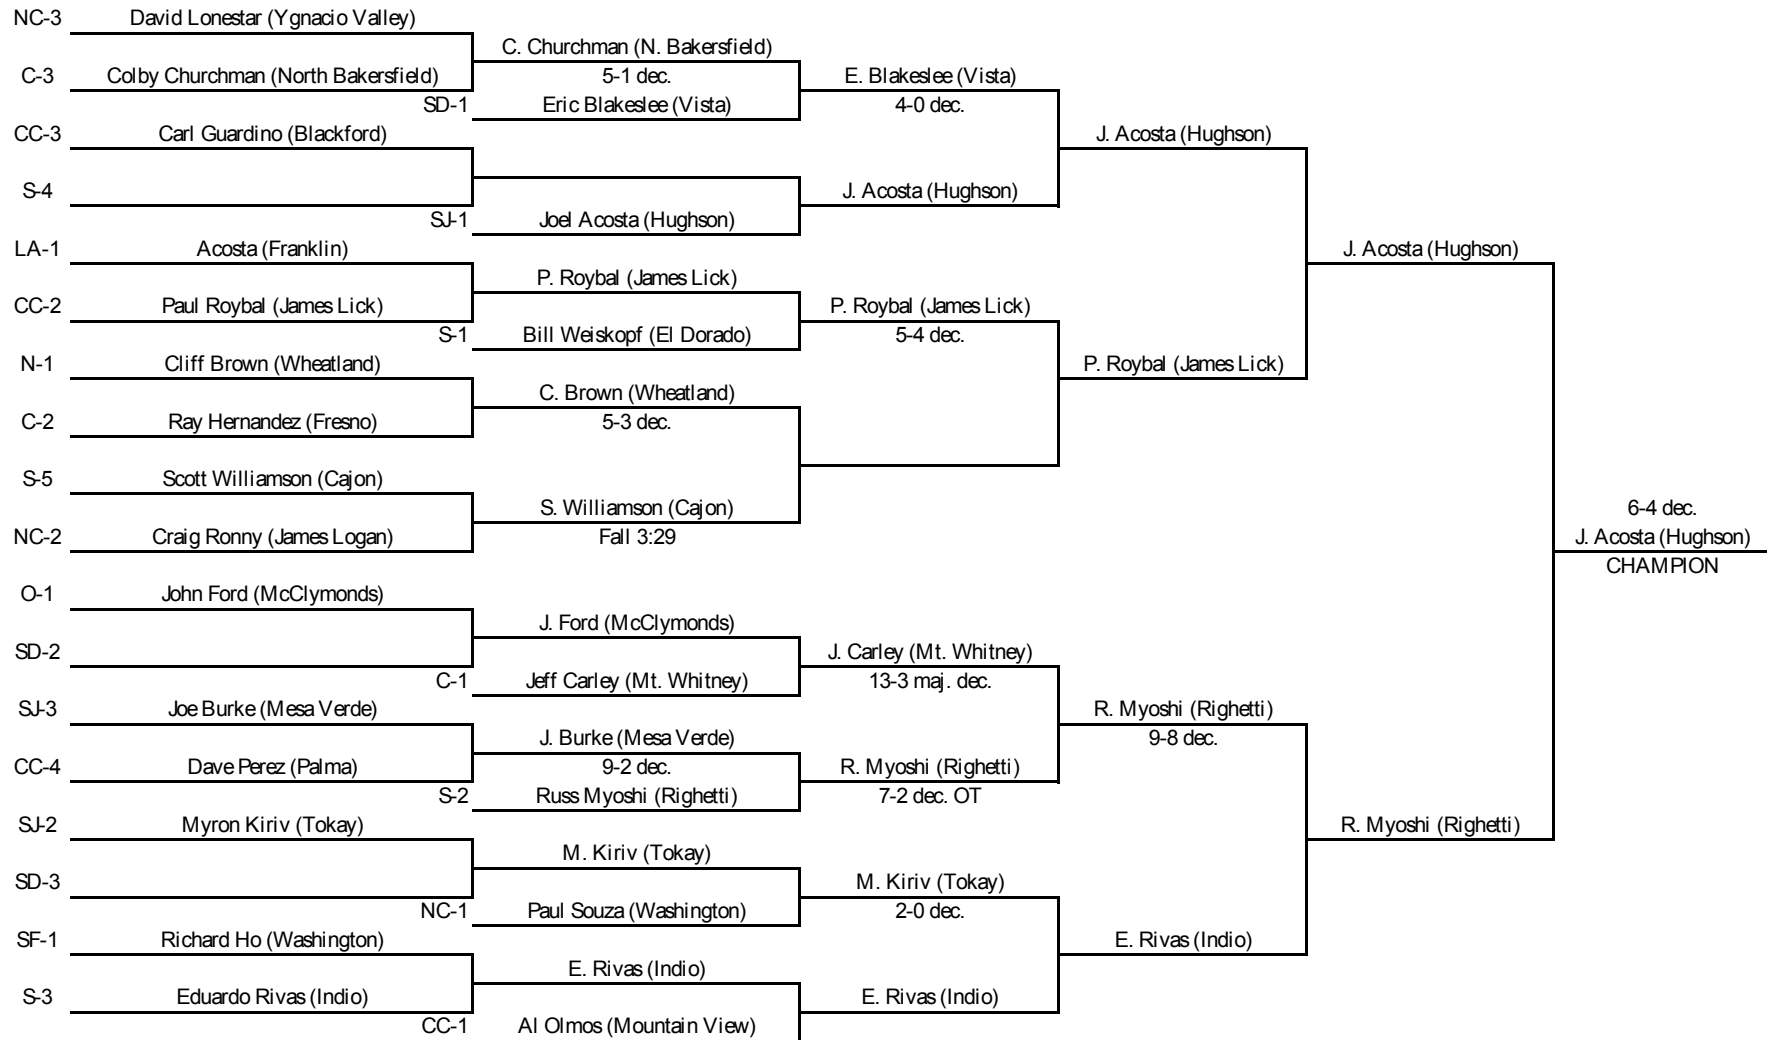 NC-3 David Lonestar (Ygnacio Valley)
C. Churchman (N. Bakersfield)
C-3 Colby Churchman (North Bakersfield) 5-1 dec. E. Blakeslee (Vista)
SD-1 Eric Blakeslee (Vista) 4-0 dec.
CC-3 Carl Guardino (Blackford) J. Acosta (Hughson)
S-4 J. Acosta (Hughson)
SJ-1 Joel Acosta (Hughson)
LA-1 Acosta (Franklin) J. Acosta (Hughson)
P. Roybal (James Lick)
CC-2 Paul Roybal (James Lick) P. Roybal (James Lick)
S-1 Bill Weiskopf (El Dorado) 5-4 dec.
N-1 Cliff Brown (Wheatland) P. Roybal (James Lick)
C. Brown (Wheatland)
C-2 Ray Hernandez (Fresno) 5-3 dec.
S-5 Scott Williamson (Cajon)
S. Williamson (Cajon) 6-4 dec.
NC-2 Craig Ronny (James Logan) Fall 3:29 J. Acosta (Hughson)
CHAMPION
O-1 John Ford (McClymonds)
J. Ford (McClymonds)
SD-2 J. Carley (Mt. Whitney)
C-1 Jeff Carley (Mt. Whitney) 13-3 maj. dec.
SJ-3 Joe Burke (Mesa Verde) R. Myoshi (Righetti)
J. Burke (Mesa Verde) 9-8 dec.
CC-4 Dave Perez (Palma) 9-2 dec. R. Myoshi (Righetti)
S-2 Russ Myoshi (Righetti) 7-2 dec. OT
SJ-2 Myron Kiriv (Tokay) R. Myoshi (Righetti)
M. Kiriv (Tokay)
SD-3 M. Kiriv (Tokay)
NC-1 Paul Souza (Washington) 2-0 dec.
SF-1 Richard Ho (Washington) E. Rivas (Indio)
E. Rivas (Indio)
S-3 Eduardo Rivas (Indio) E. Rivas (Indio)
CC-1 Al Olmos (Mountain View)